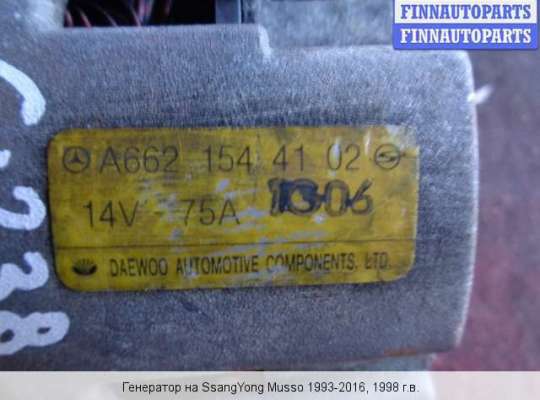 FINNAUTOPARTS
FINNAUTOPARTS
A662 154 41 02
14V 75A 1306
DAEWOO AUTOMOTIVE COMPONENTS, LTD.
Генератор на SsangYong Musso 1993-2016, 1998 г.в.